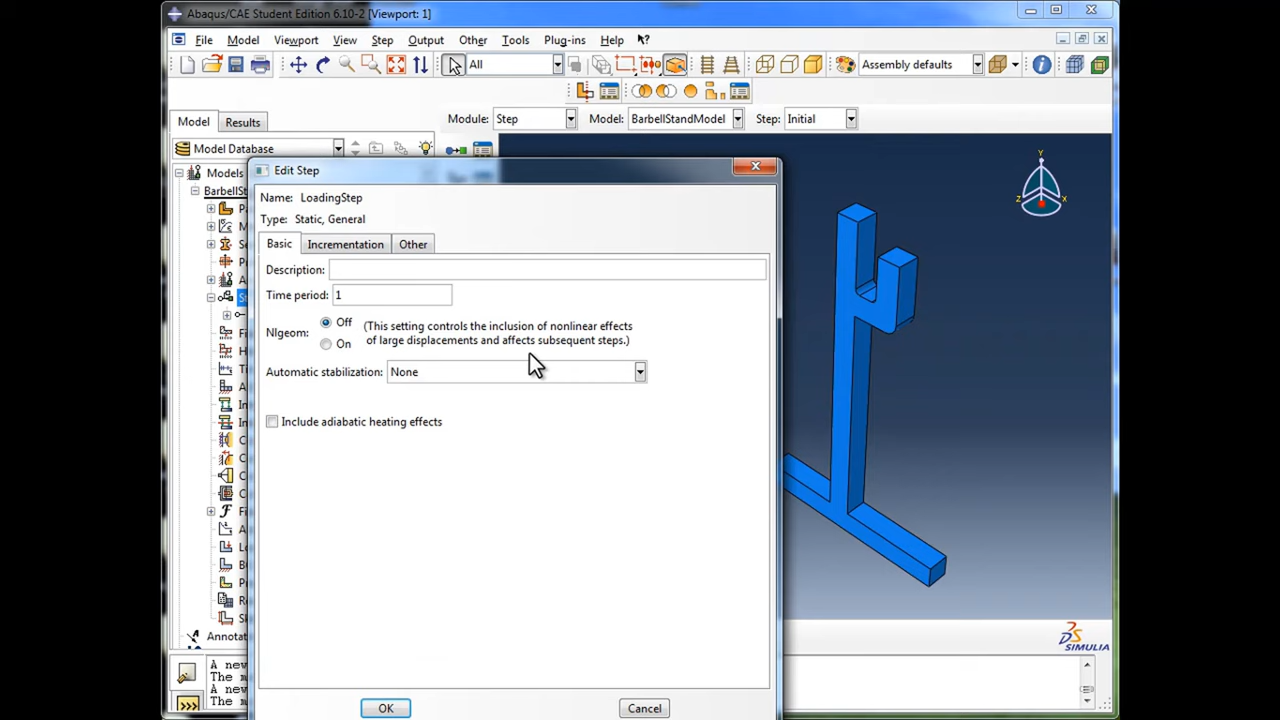 Abaqus/CAE Student Edition 6.10-2 [Viewport: 1]
File Model Viewport View Step Output Other Tools Plug-ins Help
All
Assembly defaults
Model Results
Module: Step Model: BarbellStandModel Step: Initial
Model Database
Models
Edit Step
Name: LoadingStep
Type: Static, General
Basic Incrementation Other
Description:
Time period: 1
Nlgeom: Off On
(This setting controls the inclusion of nonlinear effects
of large displacements and affects subsequent steps.)
Automatic stabilization: None
Include adiabatic heating effects
OK Cancel
Y
Z X
SIMULIA
Annotat
A new
The m
A new
The m
>>>